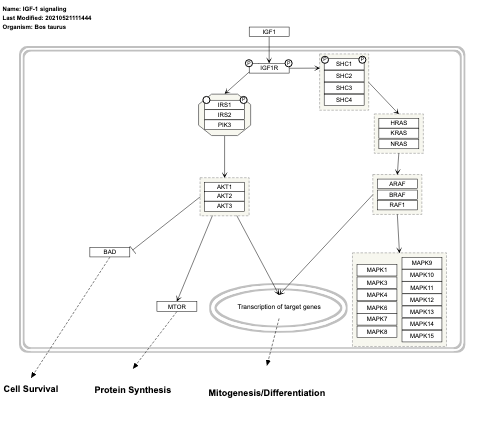 Name: IGF-1 signaling
Last Modified: 20210521111444
Organism: Bos taurus
IGF1
P
IGF1R
P
P
P
SHC1
SHC2
SHC3
SHC4
P
IRS1
IRS2
PIK3
HRAS
KRAS
NRAS
AKT1
AKT2
AKT3
ARAF
BRAF
RAF1
BAD
MTOR
Transcription of target genes
MAPK1
MAPK3
MAPK4
MAPK6
MAPK7
MAPK8
MAPK9
MAPK10
MAPK11
MAPK12
MAPK13
MAPK14
MAPK15
Cell Survival
Protein Synthesis
Mitogenesis/Differentiation